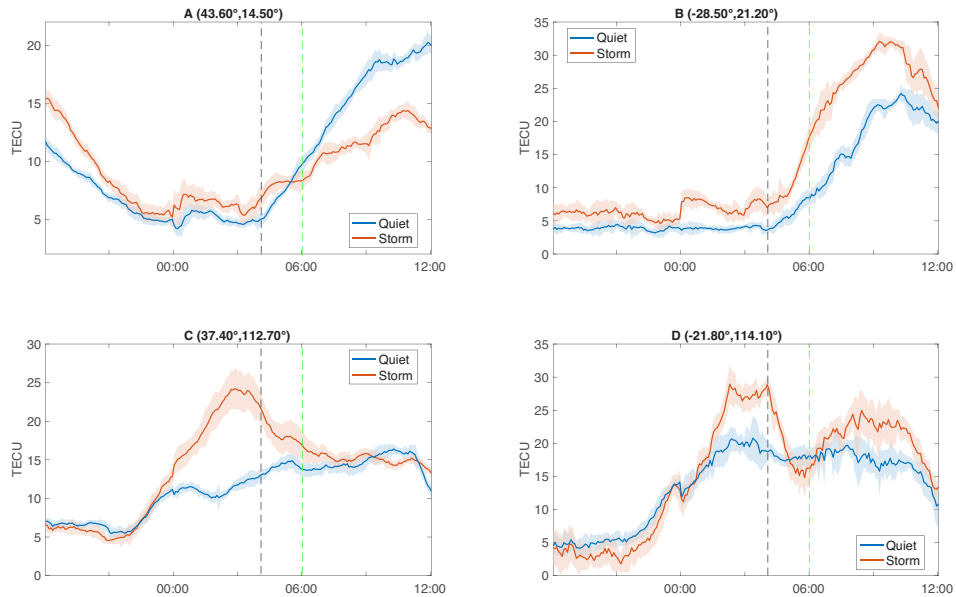 A (43.60°,14.50°)
20
15
10
5
TECU
00:00
06:00
12:00
Quiet
Storm
B (-28.50°,21.20°)
35
30
25
20
15
10
5
0
TECU
00:00
06:00
12:00
Quiet
Storm
C (37.40°,112.70°)
30
25
20
15
10
5
0
TECU
00:00
06:00
12:00
Quiet
Storm
D (-21.80°,114.10°)
35
30
25
20
15
10
5
0
TECU
00:00
06:00
12:00
Quiet
Storm